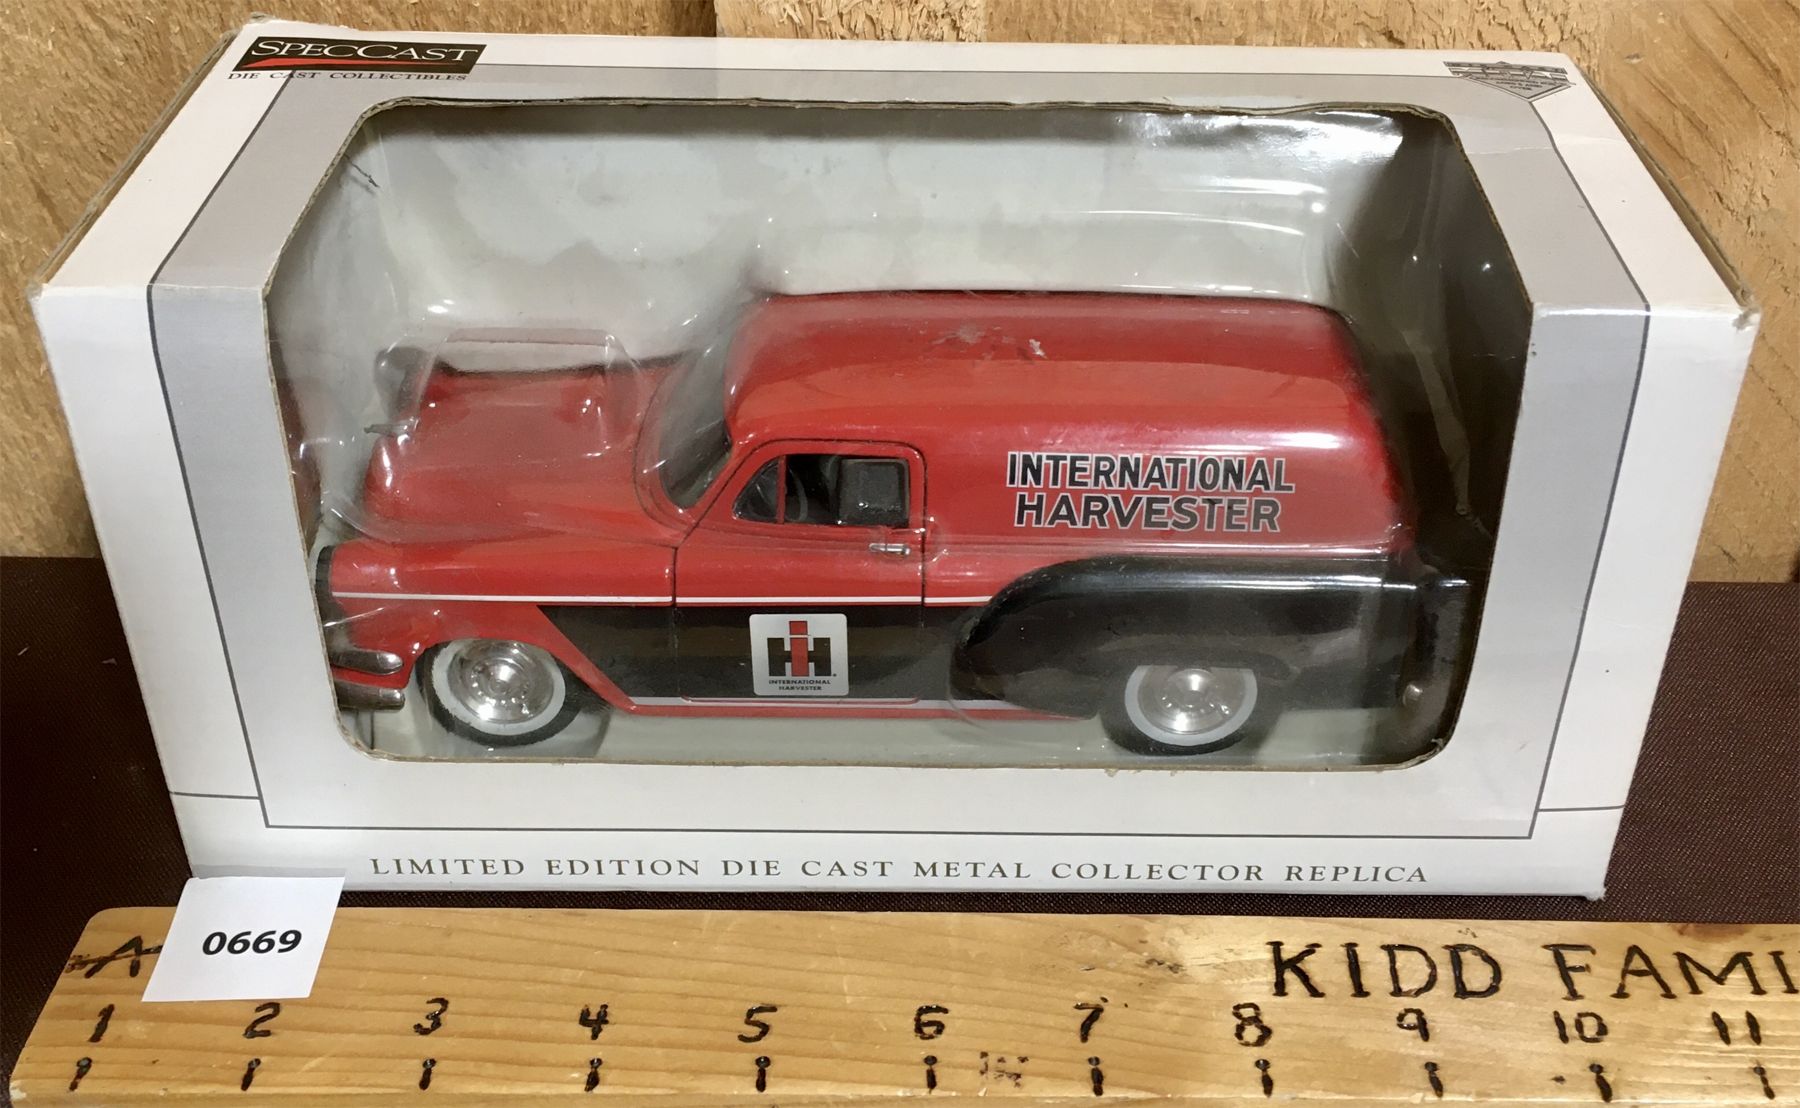 SPECCAST
DIE CAST COLLECTIBLES
INTERNATIONAL
HARVESTER
IH
INTERNATIONAL
HARVESTER
LIMITED EDITION DIE CAST METAL COLLECTOR REPLICA
0669
A
KIDD FAMI
1 2 3 4 5 6 7 8 9 10 11